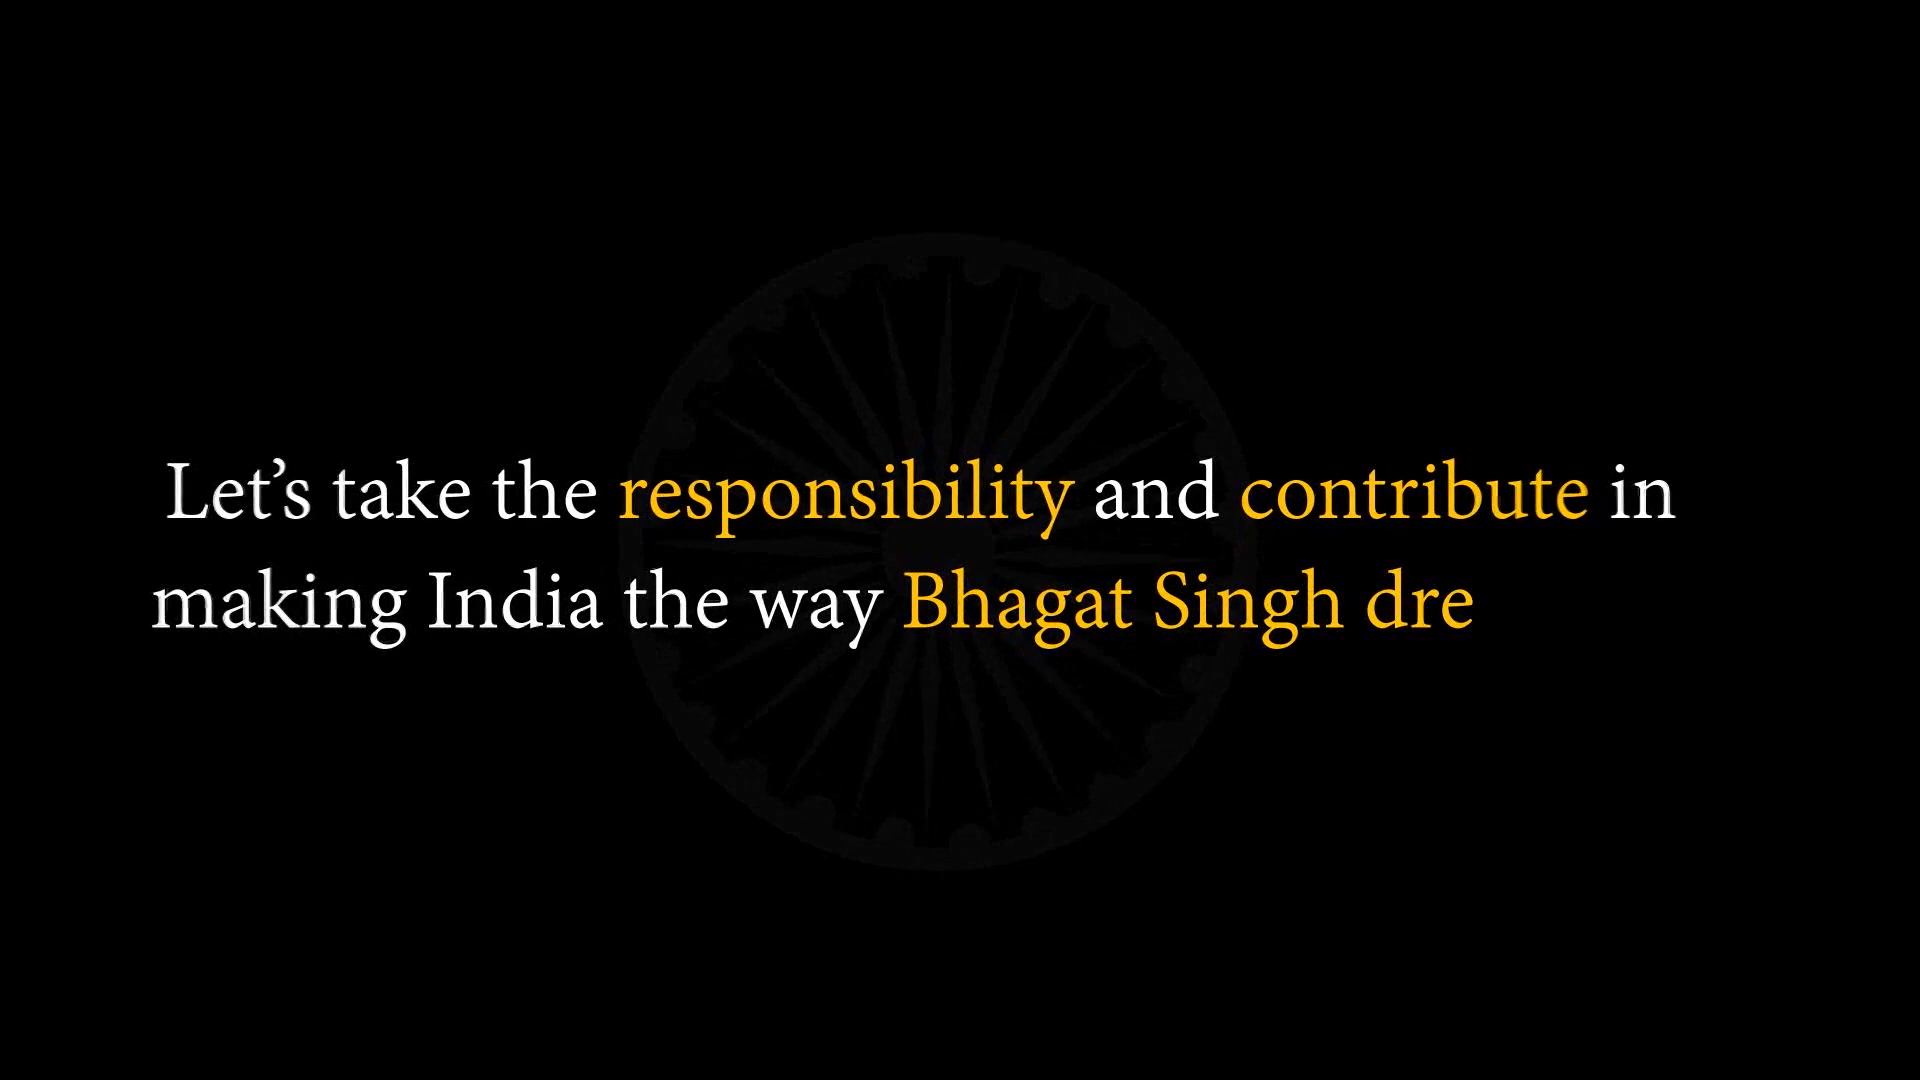 Let’s take the responsibility and contribute in
making India the way Bhagat Singh dre